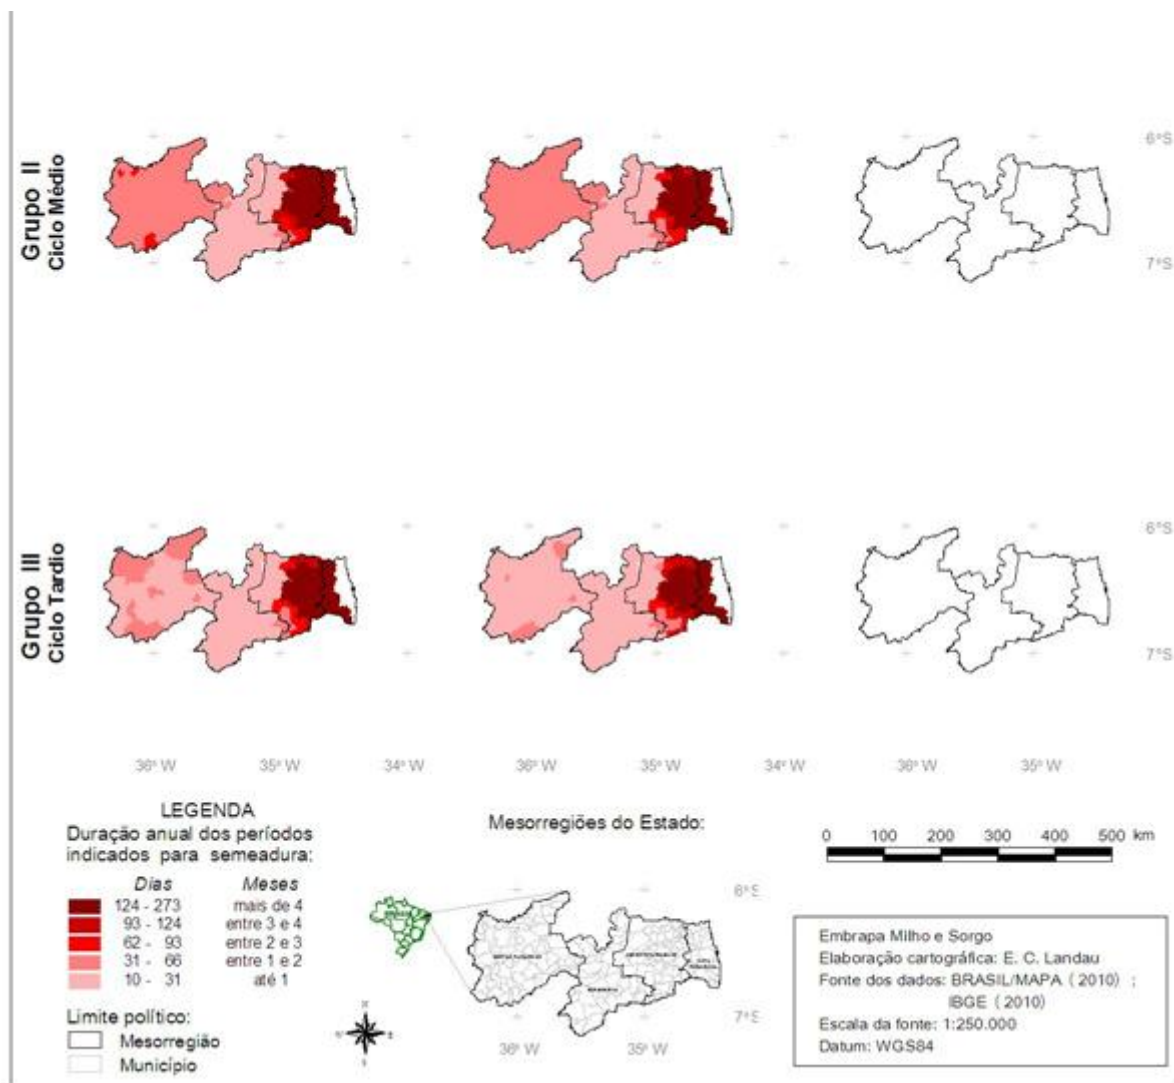 Grupo II
Ciclo Médio
6°S
7°S
Grupo III
Ciclo Tardio
6°S
7°S
36° W 35° W 34° W 36° W 35° W 34° W 36° W 35° W
LEGENDA
Duração anual dos períodos
indicados para semeadura:
Dias Meses
124 - 273 mais de 4
93 - 124 entre 3 e 4
62 - 93 entre 2 e 3
31 - 66 entre 1 e 2
10 - 31 até 1
Limite político:
Mesorregião
Município
Mesorregiões do Estado:
6°S
7°S
36° W 35° W
0 100 200 300 400 500 km
Embrapa Milho e Sorgo
Elaboração cartográfica: E. C. Landau
Fonte dos dados: BRASIL/MAPA ( 2010) ;
IBGE ( 2010)
Escala da fonte: 1:250.000
Datum: WGS84